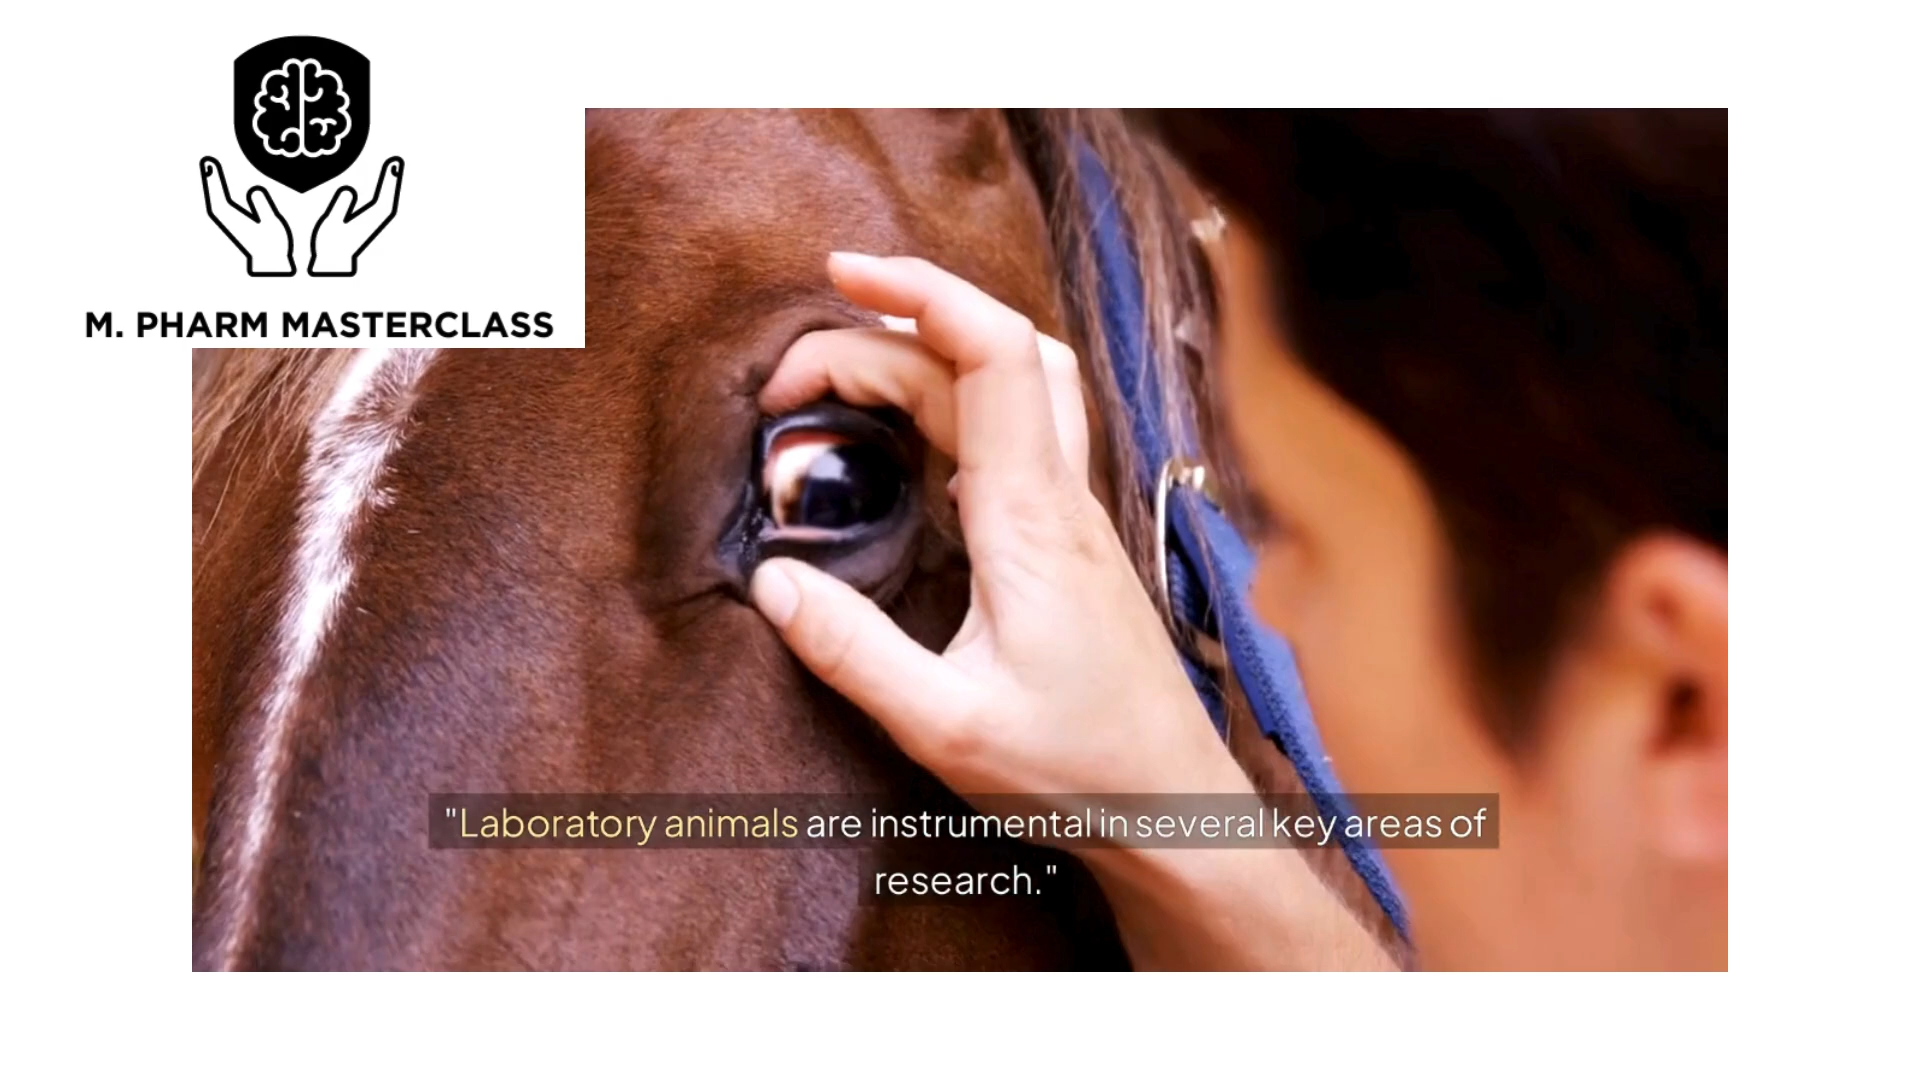 M. PHARM MASTERCLASS
"Laboratory animals are instrumental in several key areas of
research."